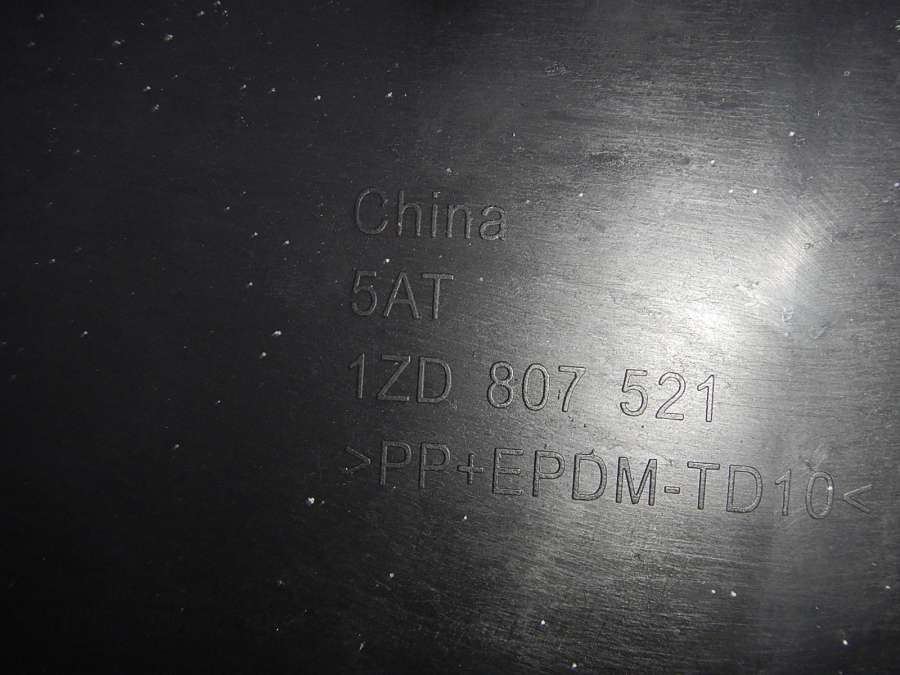 China
5AT
1ZD 807 521
>PP+EPDM-TD10<